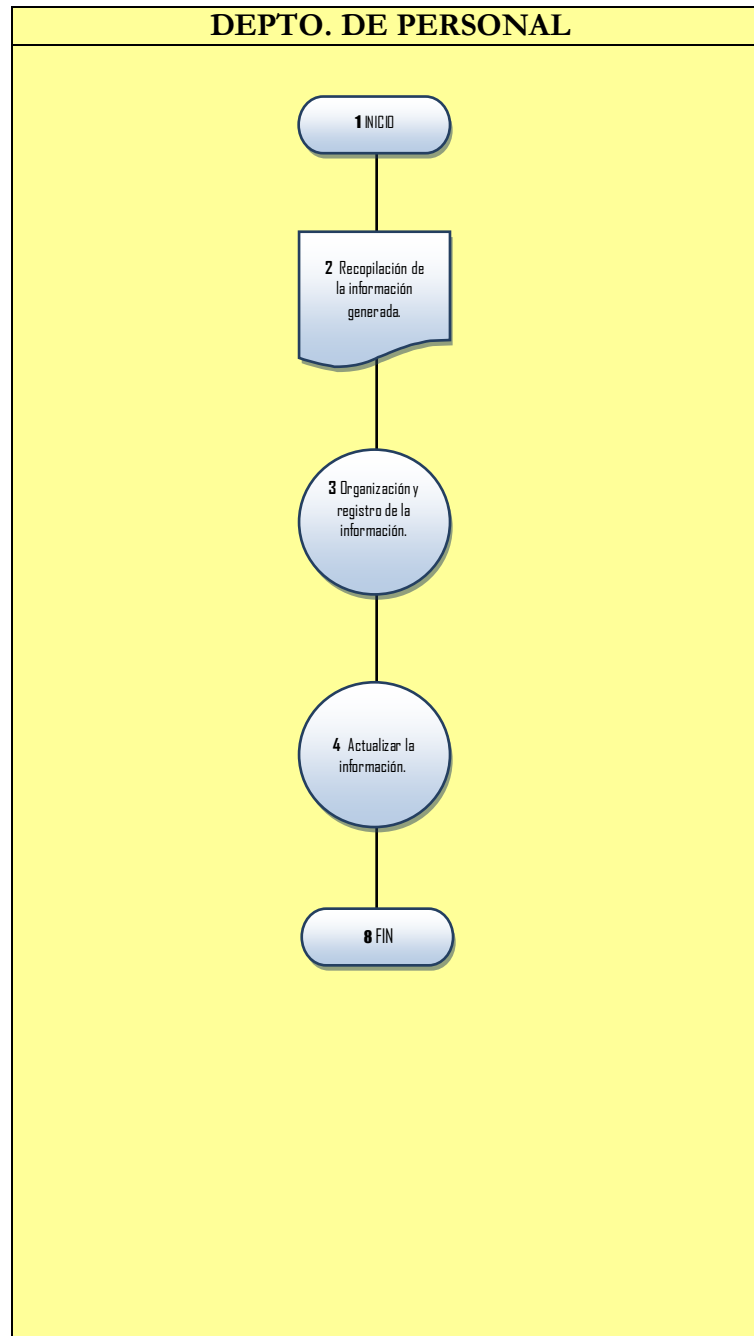 DEPTO. DE PERSONAL
1 INICIO
2 Recopilación de
la información
generada.
3 Organización y
registro de la
información.
4 Actualizar la
información.
8 FIN